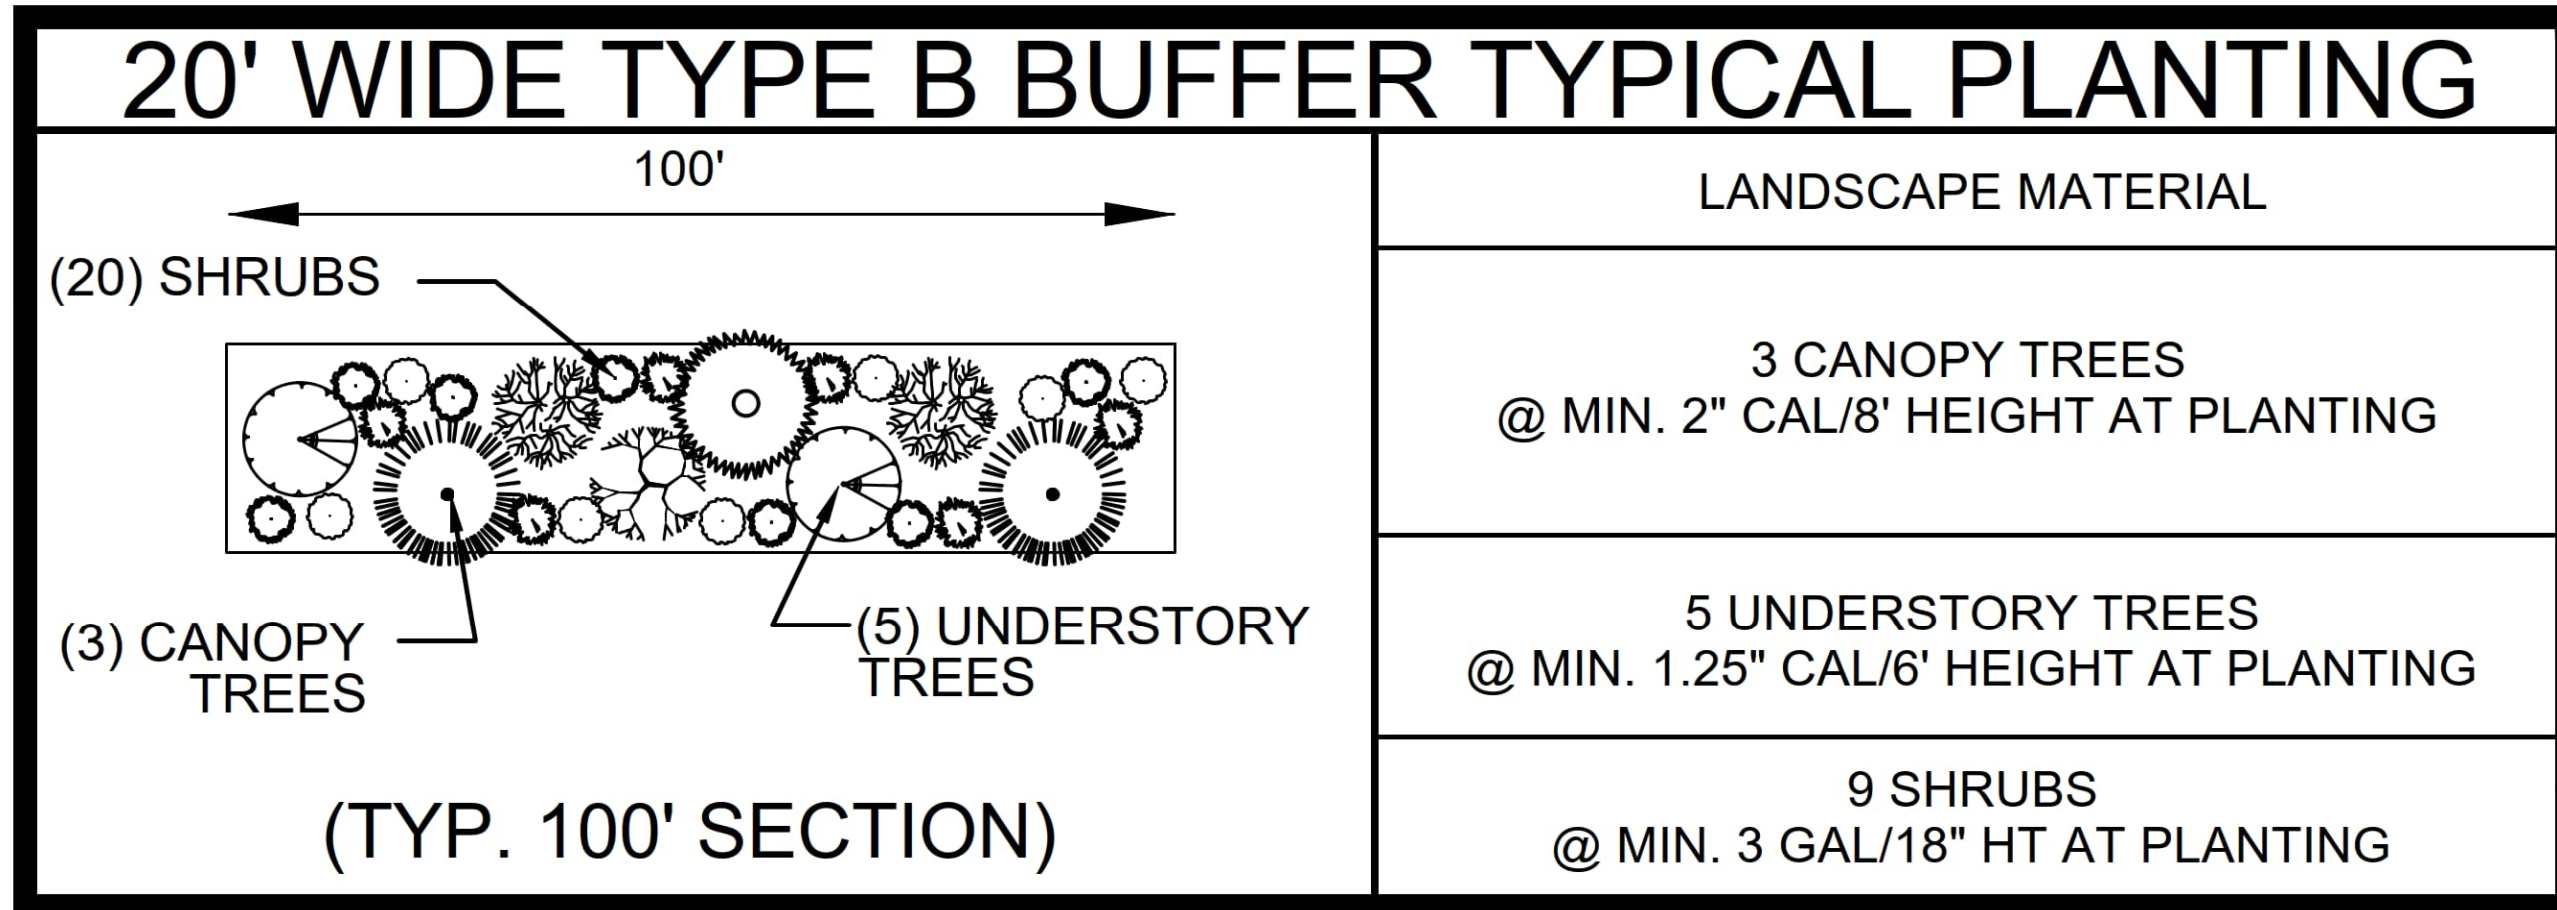 20' WIDE TYPE B BUFFER TYPICAL PLANTING
100'
(20) SHRUBS
(3) CANOPY
TREES
(5) UNDERSTORY
TREES
(TYP. 100' SECTION)
LANDSCAPE MATERIAL
3 CANOPY TREES
@ MIN. 2" CAL/8' HEIGHT AT PLANTING
5 UNDERSTORY TREES
@ MIN. 1.25" CAL/6' HEIGHT AT PLANTING
9 SHRUBS
@ MIN. 3 GAL/18" HT AT PLANTING